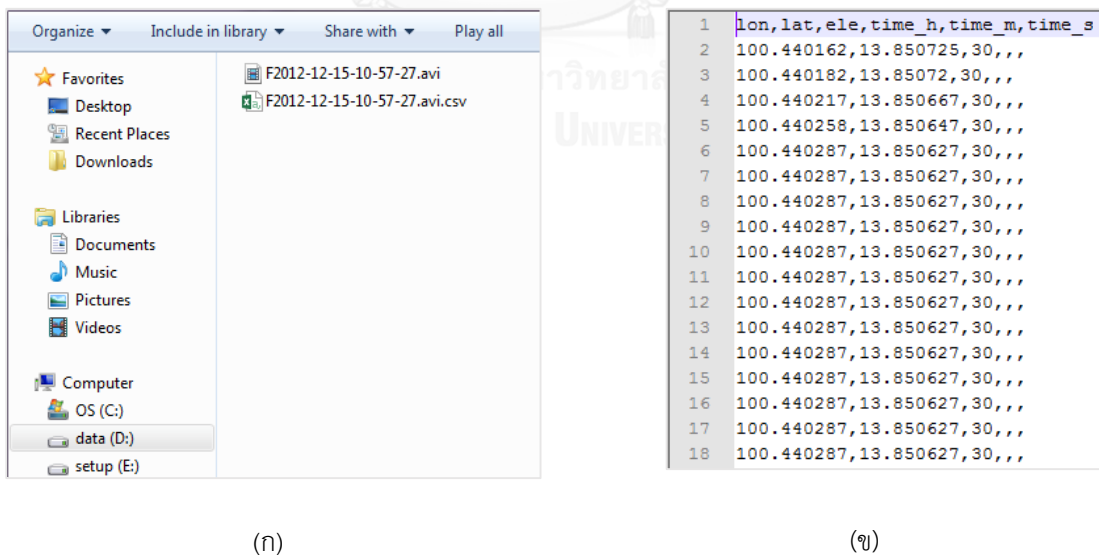 Organize ▼ Include in library ▼ Share with ▼ Play all
Favorites
Desktop
Recent Places
Downloads
Libraries
Documents
Music
Pictures
Videos
Computer
OS (C:)
data (D:)
setup (E:)
F2012-12-15-10-57-27.avi
F2012-12-15-10-57-27.avi.csv
1 lon,lat,ele,time_h,time_m,time_s
2 100.440162,13.850725,30,,,
3 100.440182,13.85072,30,,,
4 100.440217,13.850667,30,,,
5 100.440258,13.850647,30,,,
6 100.440287,13.850627,30,,,
7 100.440287,13.850627,30,,,
8 100.440287,13.850627,30,,,
9 100.440287,13.850627,30,,,
10 100.440287,13.850627,30,,,
11 100.440287,13.850627,30,,,
12 100.440287,13.850627,30,,,
13 100.440287,13.850627,30,,,
14 100.440287,13.850627,30,,,
15 100.440287,13.850627,30,,,
16 100.440287,13.850627,30,,,
17 100.440287,13.850627,30,,,
18 100.440287,13.850627,30,,,
(ก)
(ข)